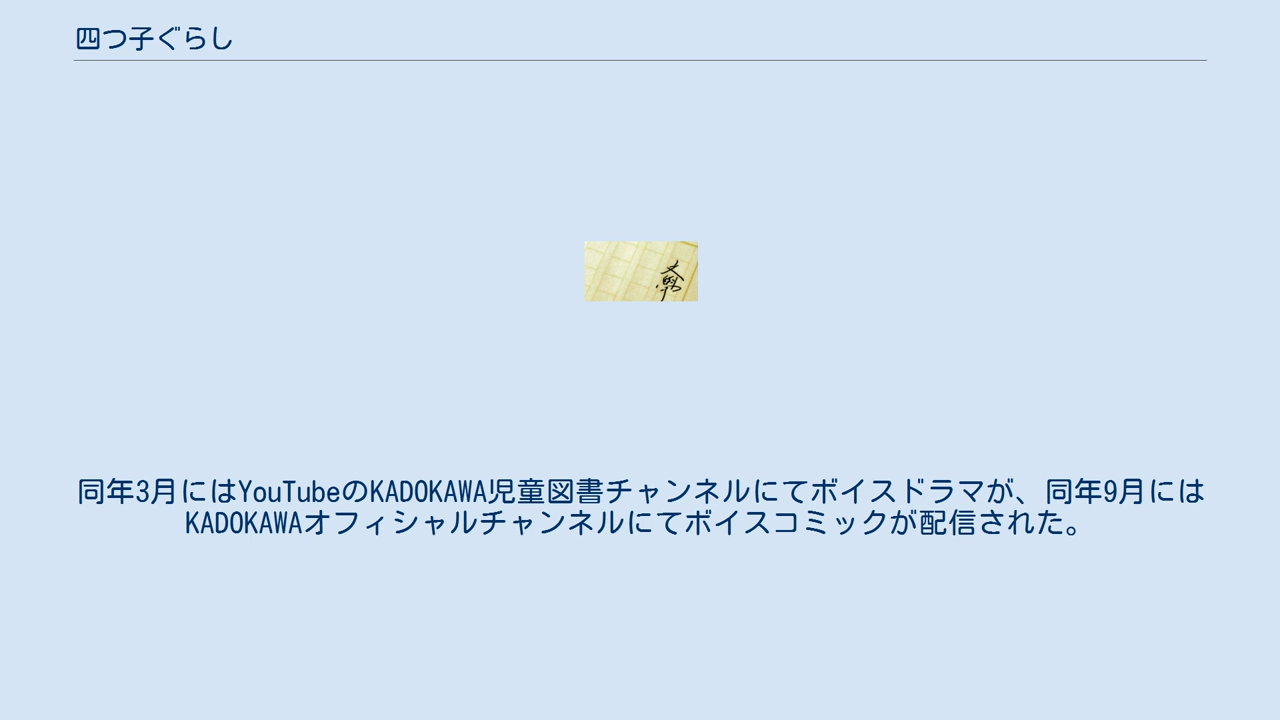 四つ子ぐらし
同年3月にはYouTubeのKADOKAWA児童図書チャンネルにてボイスドラマが、同年9月には
KADOKAWAオフィシャルチャンネルにてボイスコミックが配信された。